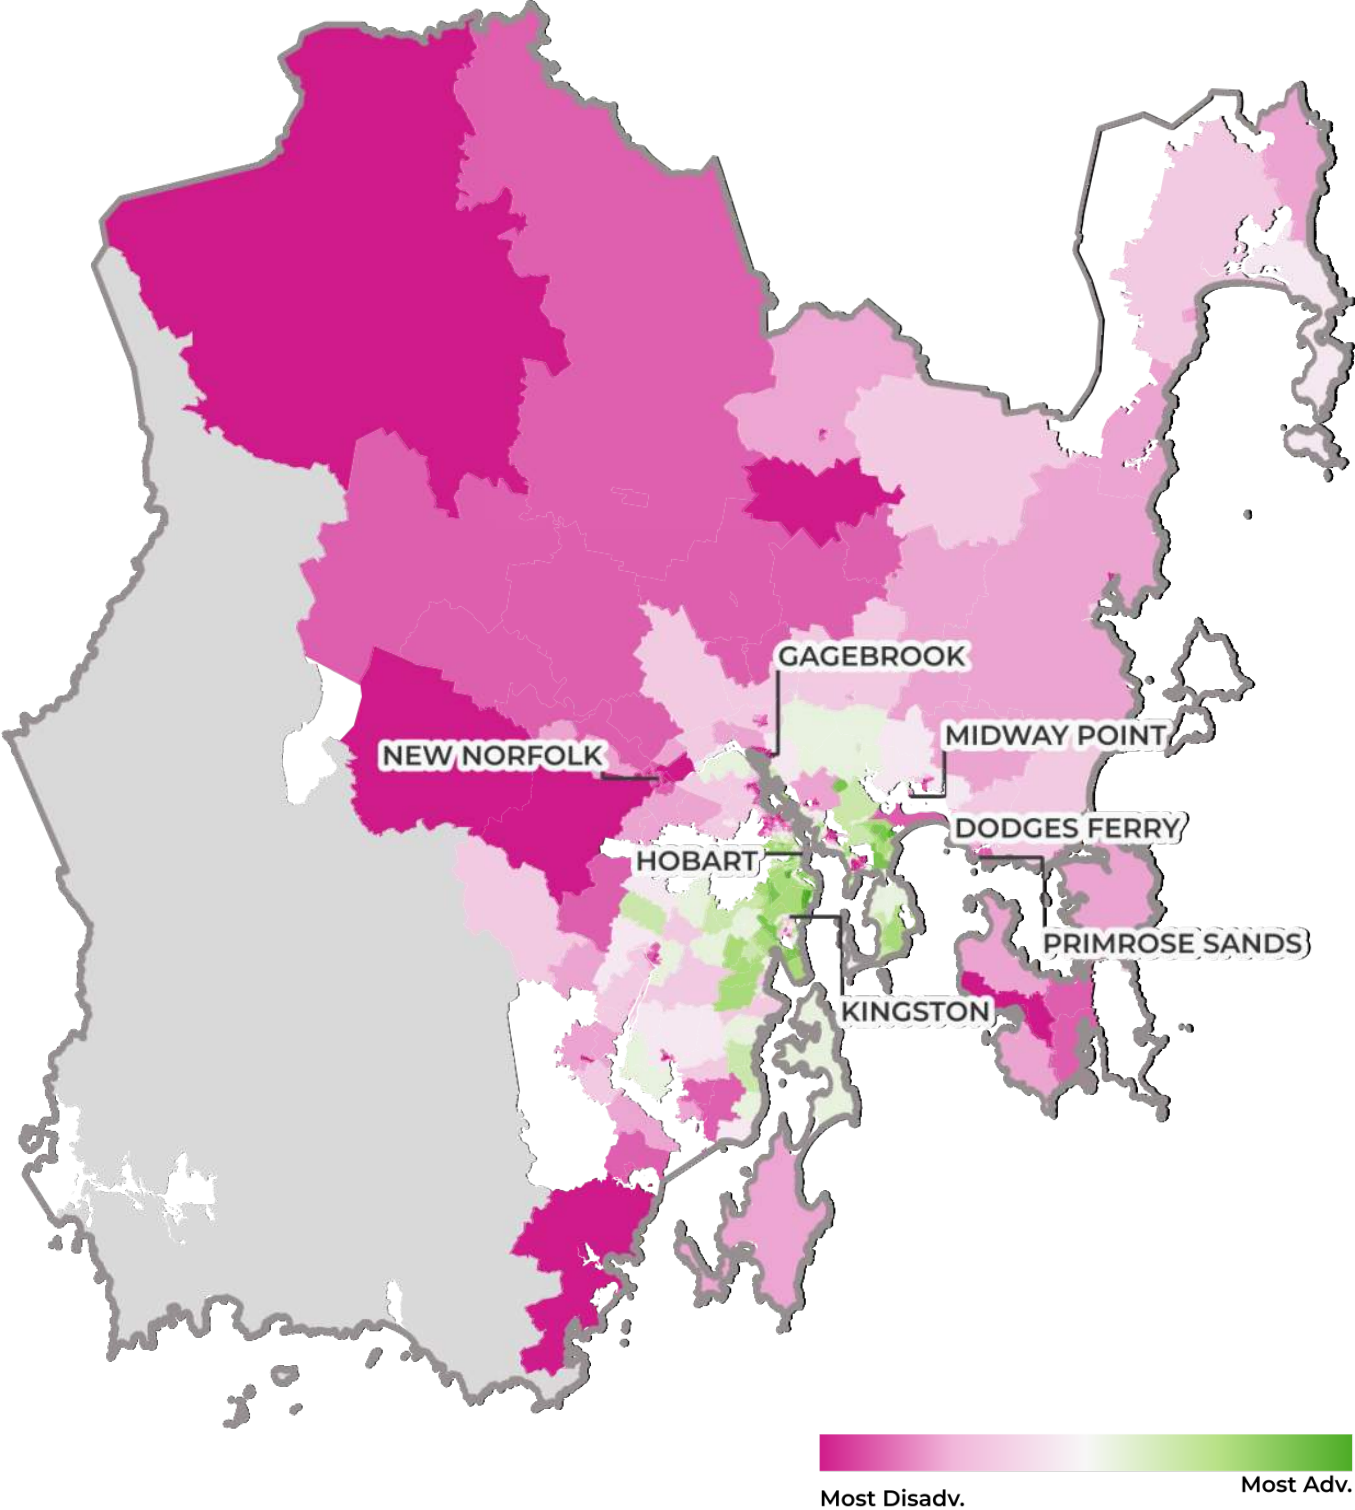 GAGEBROOK
MIDWAY POINT
NEW NORFOLK
DODGES FERRY
HOBART
PRIMROSE SANDS
KINGSTON
Most Adv.
Most Disadv.